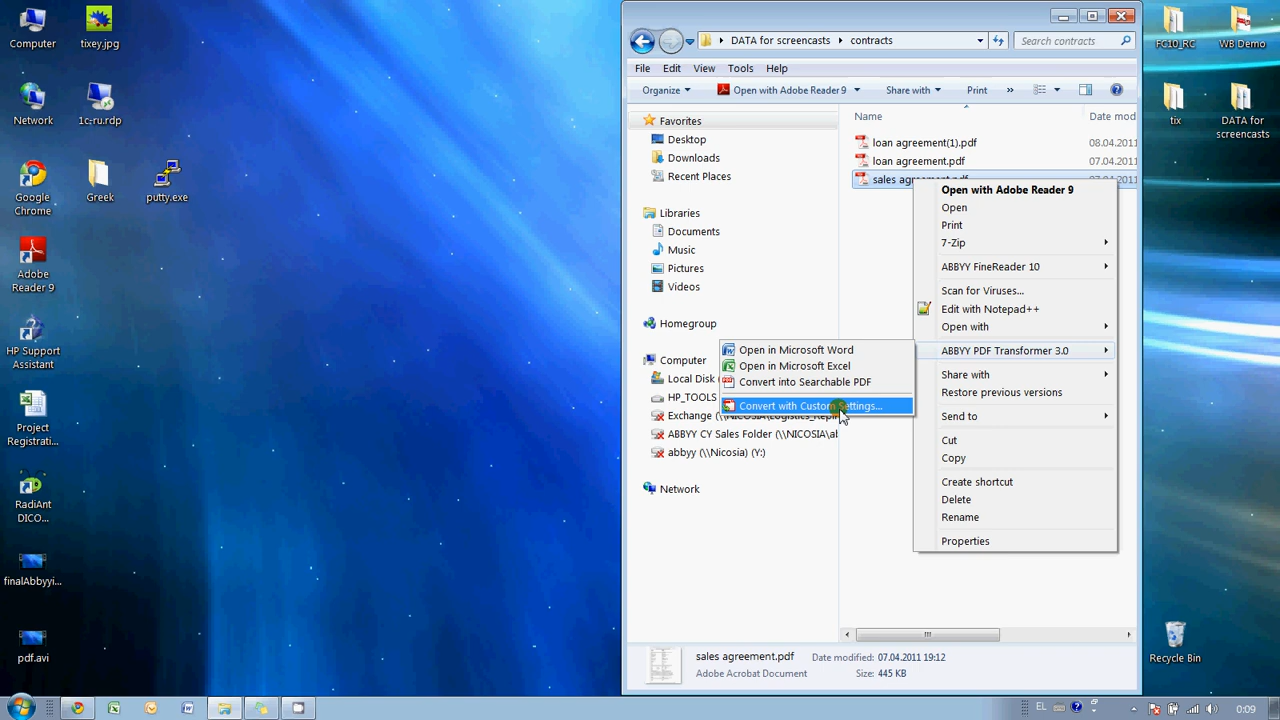 Computer
tixey.jpg
Network
1c-ru.rdp
Google
Chrome
Greek
putty.exe
Adobe
Reader 9
HP Support
Assistant
Project
Registrati...
RadiAnt
DICO...
finalAbbyyi...
pdf.avi
DATA for screencasts
contracts
Search contracts
File Edit View Tools Help
Organize Open with Adobe Reader 9 Share with Print »
Favorites
Desktop
Downloads
Recent Places
Libraries
Documents
Music
Pictures
Videos
Homegroup
Computer
Local Disk
HP_TOOLS
Exchange
ABBYY CY Sales Folder (\\NICOSIA\ab
abbyy (\\Nicosia) (Y:)
Network
Name Date mod
loan agreement(1).pdf 08.04.2011
loan agreement.pdf 07.04.2011
sales agreement.pdf 07.04.2011
Open with Adobe Reader 9
Open
Print
7-Zip
ABBYY FineReader 10
Scan for Viruses...
Edit with Notepad++
Open with
ABBYY PDF Transformer 3.0
Share with
Restore previous versions
Send to
Cut
Copy
Create shortcut
Delete
Rename
Properties
Open in Microsoft Word
Open in Microsoft Excel
Convert into Searchable PDF
Convert with Custom Settings...
sales agreement.pdf Date modified: 07.04.2011 19:12
Adobe Acrobat Document Size: 445 KB
FC10_RC
WB Demo
tix
DATA for
screencasts
Recycle Bin
EL
0:09